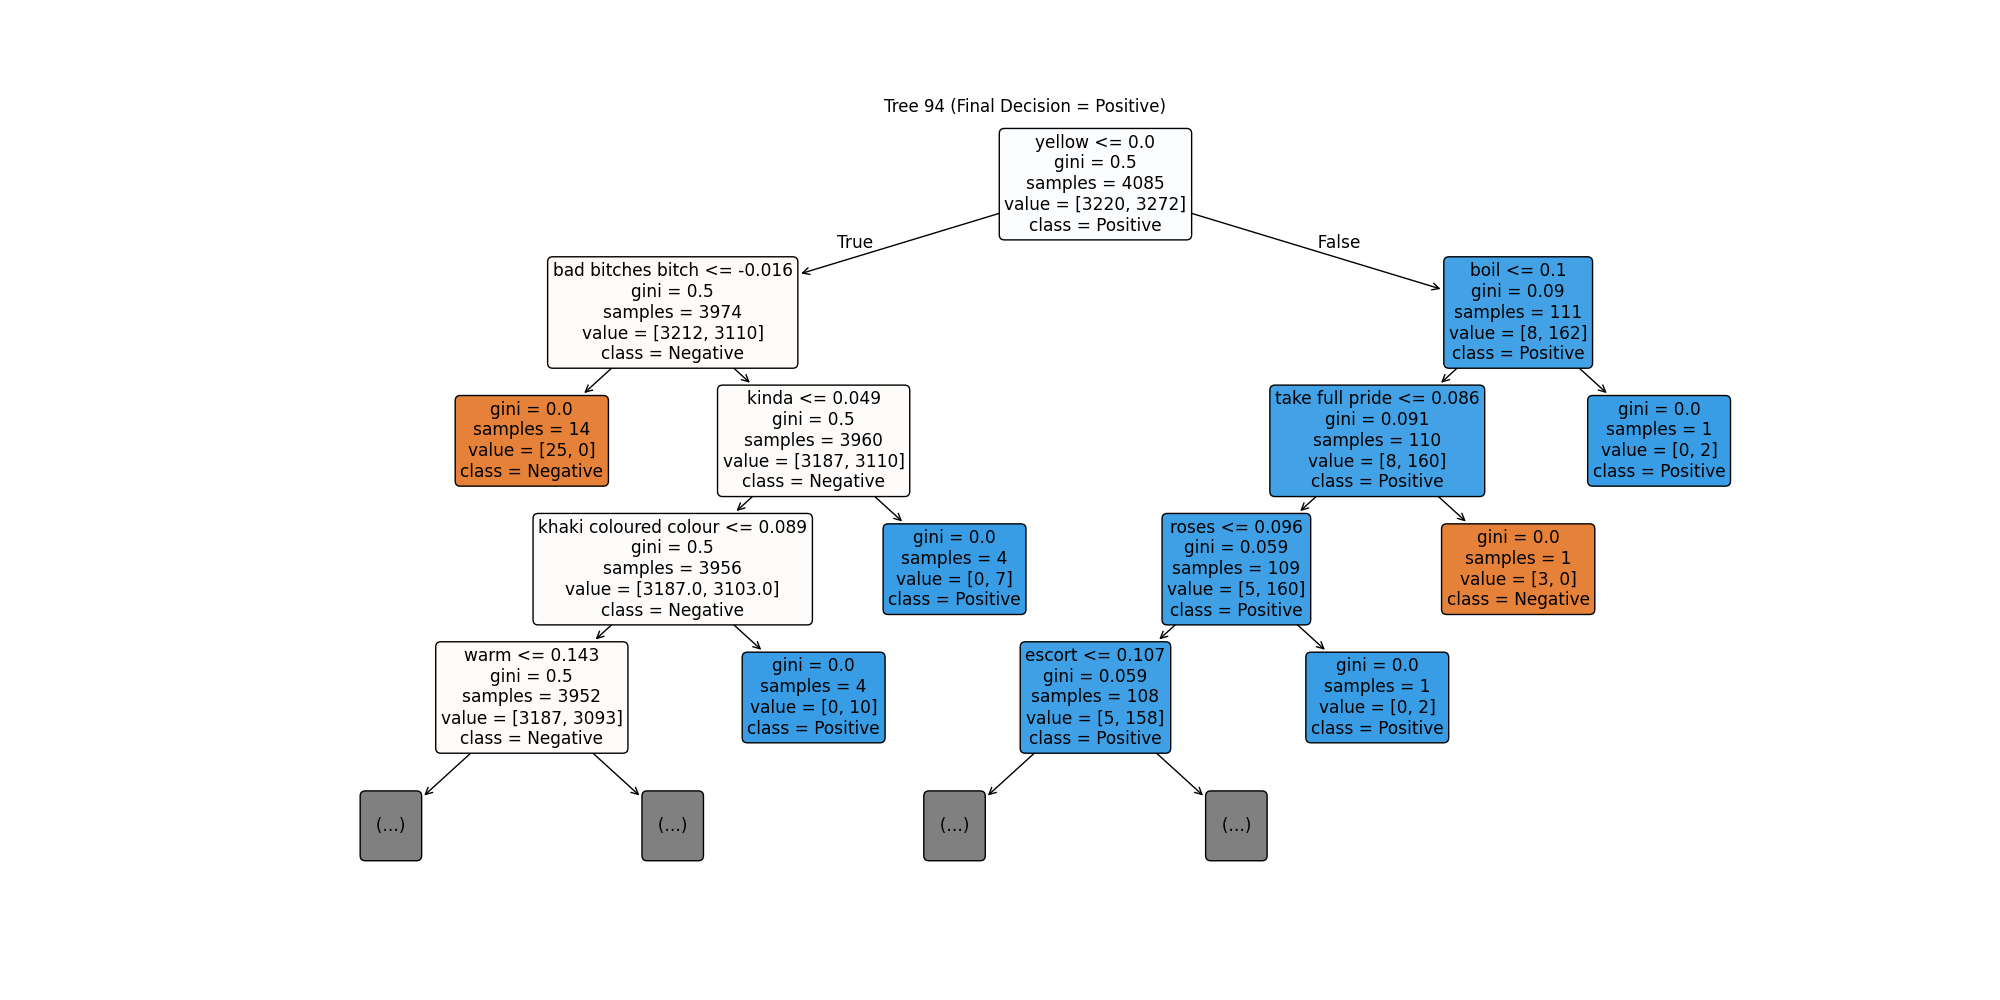 Tree 94 (Final Decision = Positive)
yellow <= 0.0
gini = 0.5
samples = 4085
value = [3220, 3272]
class = Positive
True
False
bad bitches bitch <= -0.016
gini = 0.5
samples = 3974
value = [3212, 3110]
class = Negative
boil <= 0.1
gini = 0.09
samples = 111
value = [8, 162]
class = Positive
gini = 0.0
samples = 14
value = [25, 0]
class = Negative
kinda <= 0.049
gini = 0.5
samples = 3960
value = [3187, 3110]
class = Negative
take full pride <= 0.086
gini = 0.091
samples = 110
value = [8, 160]
class = Positive
gini = 0.0
samples = 1
value = [0, 2]
class = Positive
khaki coloured colour <= 0.089
gini = 0.5
samples = 3956
value = [3187.0, 3103.0]
class = Negative
gini = 0.0
samples = 4
value = [0, 7]
class = Positive
roses <= 0.096
gini = 0.059
samples = 109
value = [5, 160]
class = Positive
gini = 0.0
samples = 1
value = [3, 0]
class = Negative
warm <= 0.143
gini = 0.5
samples = 3952
value = [3187, 3093]
class = Negative
gini = 0.0
samples = 4
value = [0, 10]
class = Positive
escort <= 0.107
gini = 0.059
samples = 108
value = [5, 158]
class = Positive
gini = 0.0
samples = 1
value = [0, 2]
class = Positive
(...)
(...)
(...)
(...)